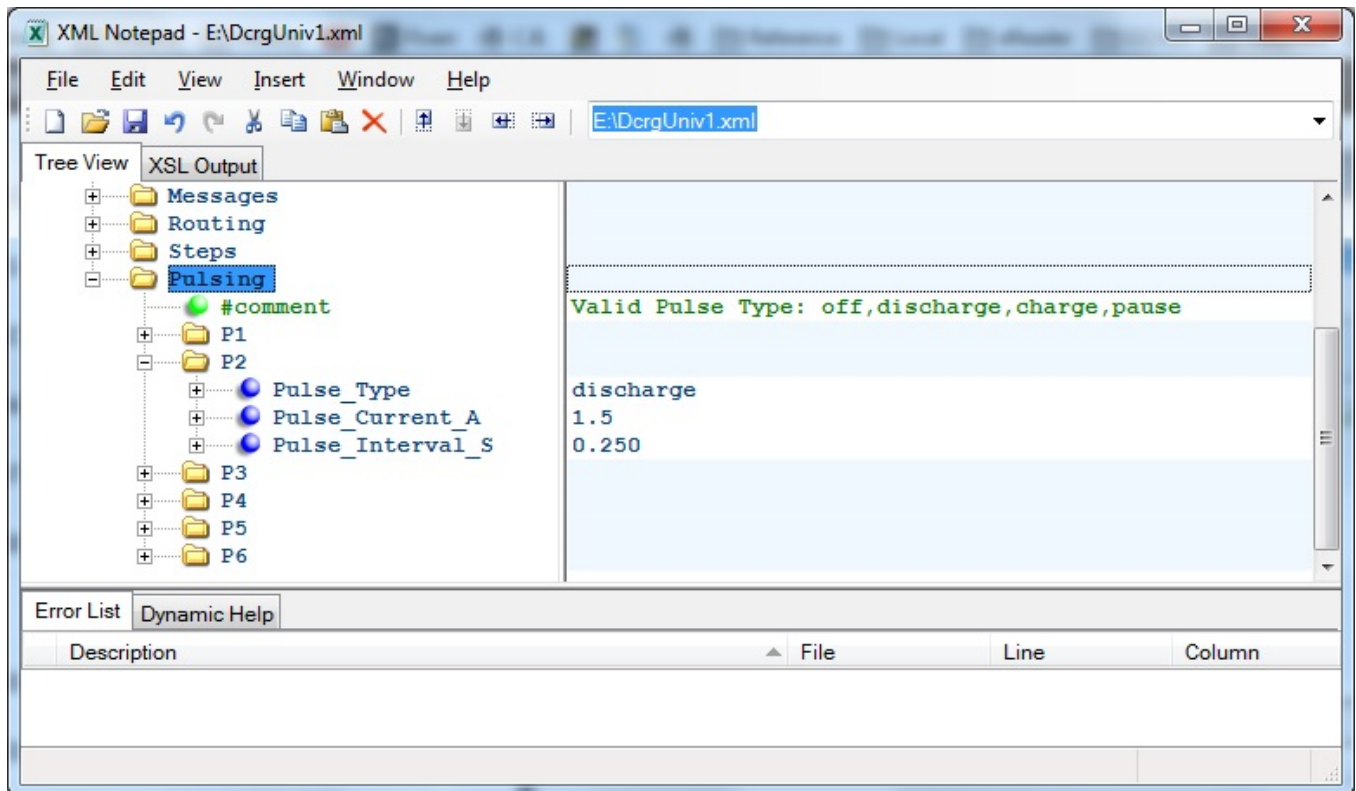 XML Notepad - E:\DcrgUniv1.xml
File Edit View Insert Window Help
E:\DcrgUniv1.xml
Tree View XSL Output
Messages
Routing
Steps
Pulsing
#comment Valid Pulse Type: off,discharge,charge,pause
P1
P2
Pulse_Type discharge
Pulse_Current_A 1.5
Pulse_Interval_S 0.250
P3
P4
P5
P6
Error List Dynamic Help
Description File Line Column